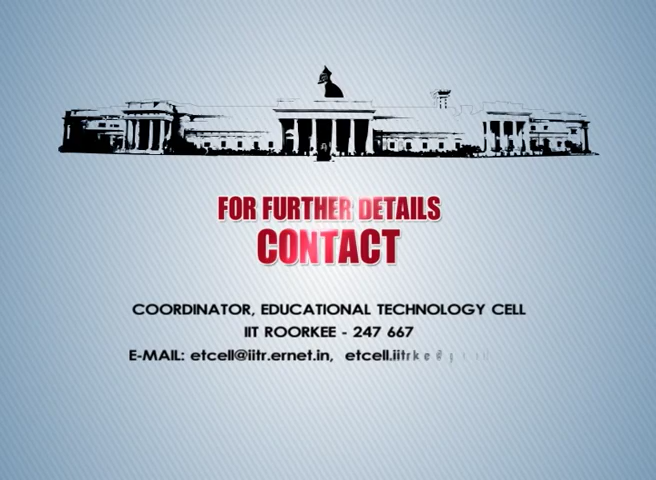 FOR FURTHER DETAILS
CONTACT
COORDINATOR, EDUCATIONAL TECHNOLOGY CELL
IIT ROORKEE - 247 667
E-MAIL: etcell@iitr.ernet.in,